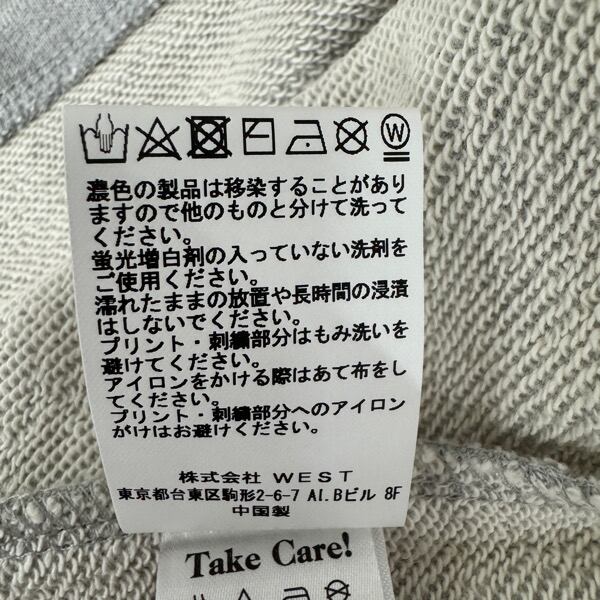 W
濃色の製品は移染することがあり
ますので他のものと分けて洗って
ください。
蛍光増白剤の入っていない洗剤を
ご使用ください。
濡れたままの放置や長時間の浸漬
はしないでください。
プリント・刺繍部分はもみ洗いを
避けてください。
アイロンをかける際はあて布をし
てください。
プリント・刺繍部分へのアイロン
がけはお避けください。
株式会社 WEST
東京都台東区駒形2-6-7 AI.Bビル 8F
中国製
Take Care!